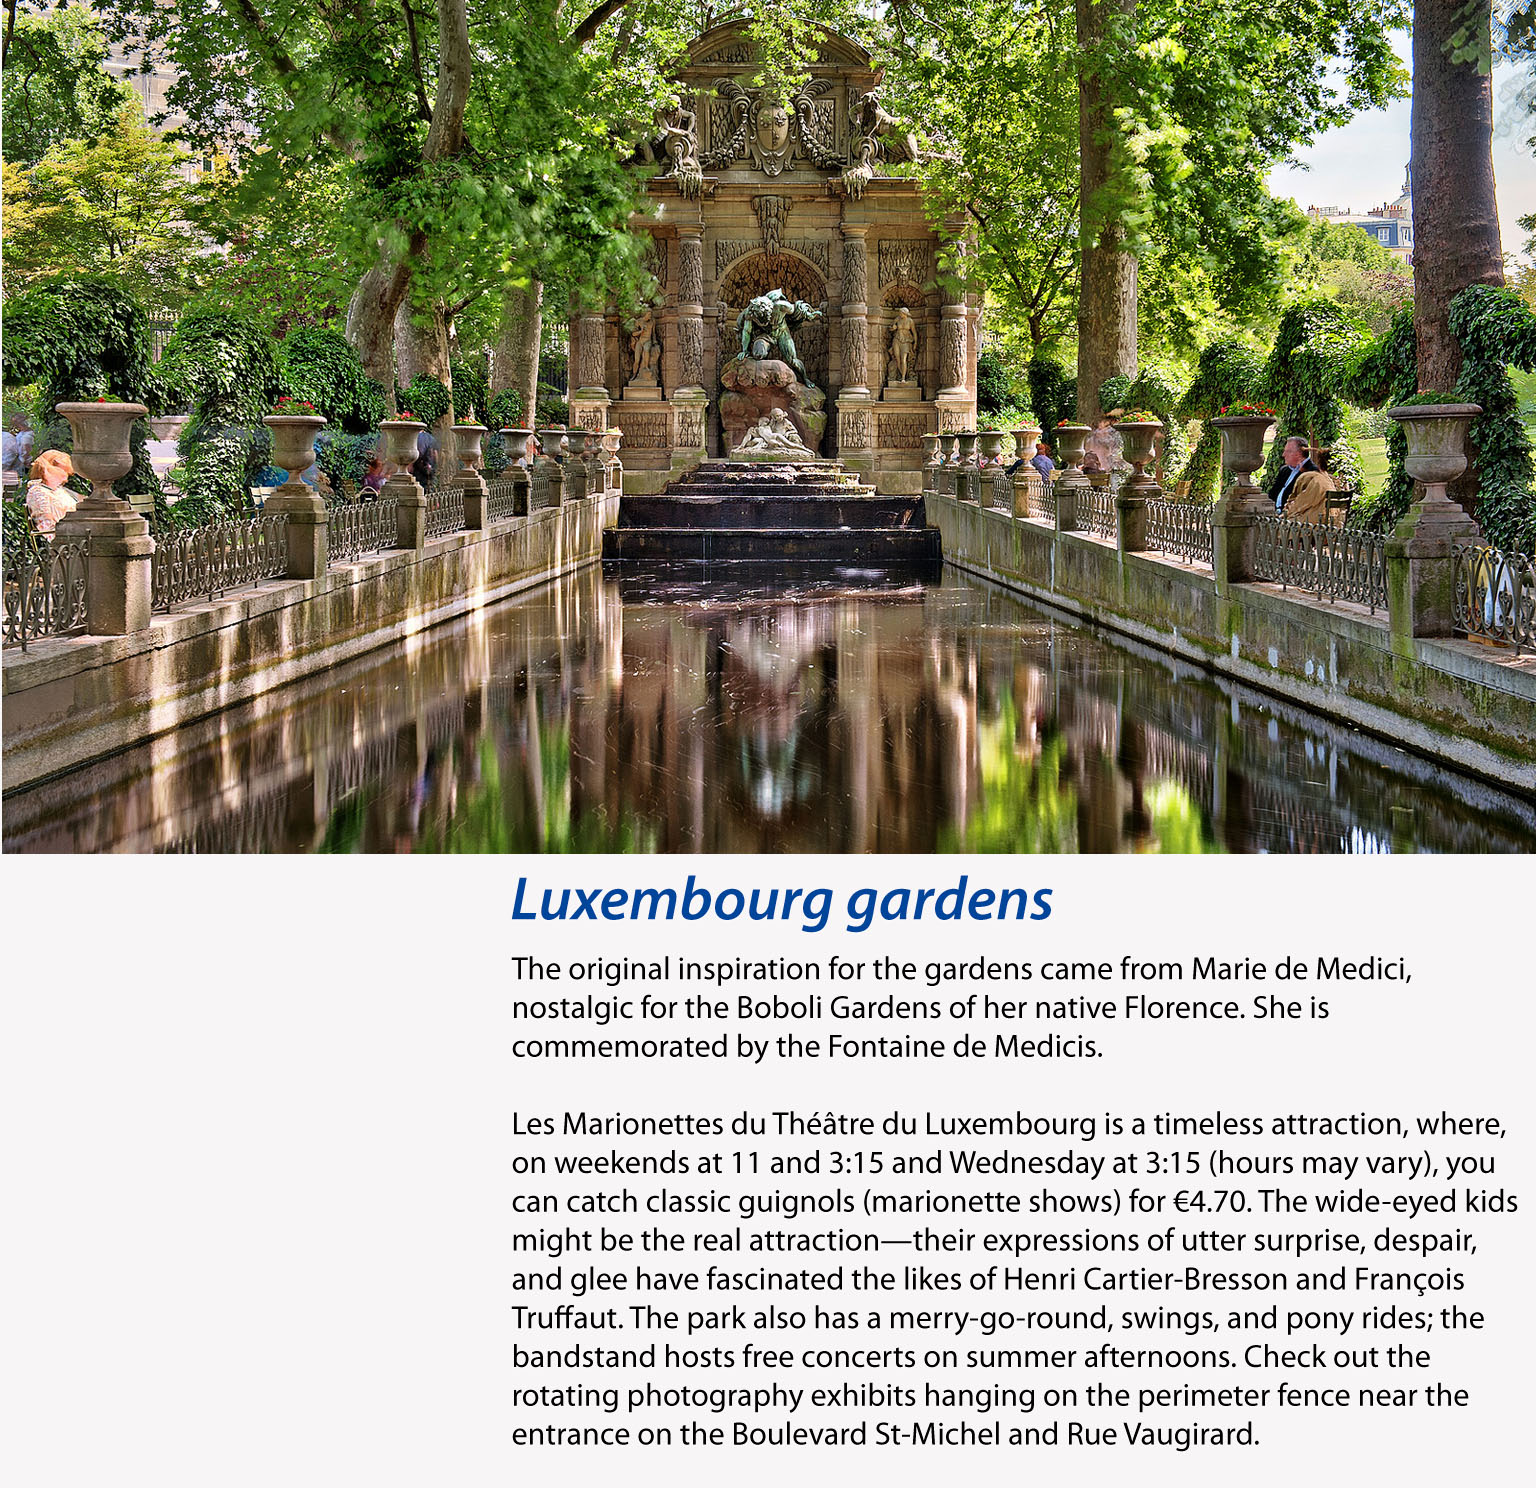 Luxembourg gardens
The original inspiration for the gardens came from Marie de Medici,
nostalgic for the Boboli Gardens of her native Florence. She is
commemorated by the Fontaine de Medicis.
Les Marionettes du Théâtre du Luxembourg is a timeless attraction, where,
on weekends at 11 and 3:15 and Wednesday at 3:15 (hours may vary), you
can catch classic guignols (marionette shows) for €4.70. The wide-eyed kids
might be the real attraction—their expressions of utter surprise, despair,
and glee have fascinated the likes of Henri Cartier-Bresson and François
Truffaut. The park also has a merry-go-round, swings, and pony rides; the
bandstand hosts free concerts on summer afternoons. Check out the
rotating photography exhibits hanging on the perimeter fence near the
entrance on the Boulevard St-Michel and Rue Vaugirard.